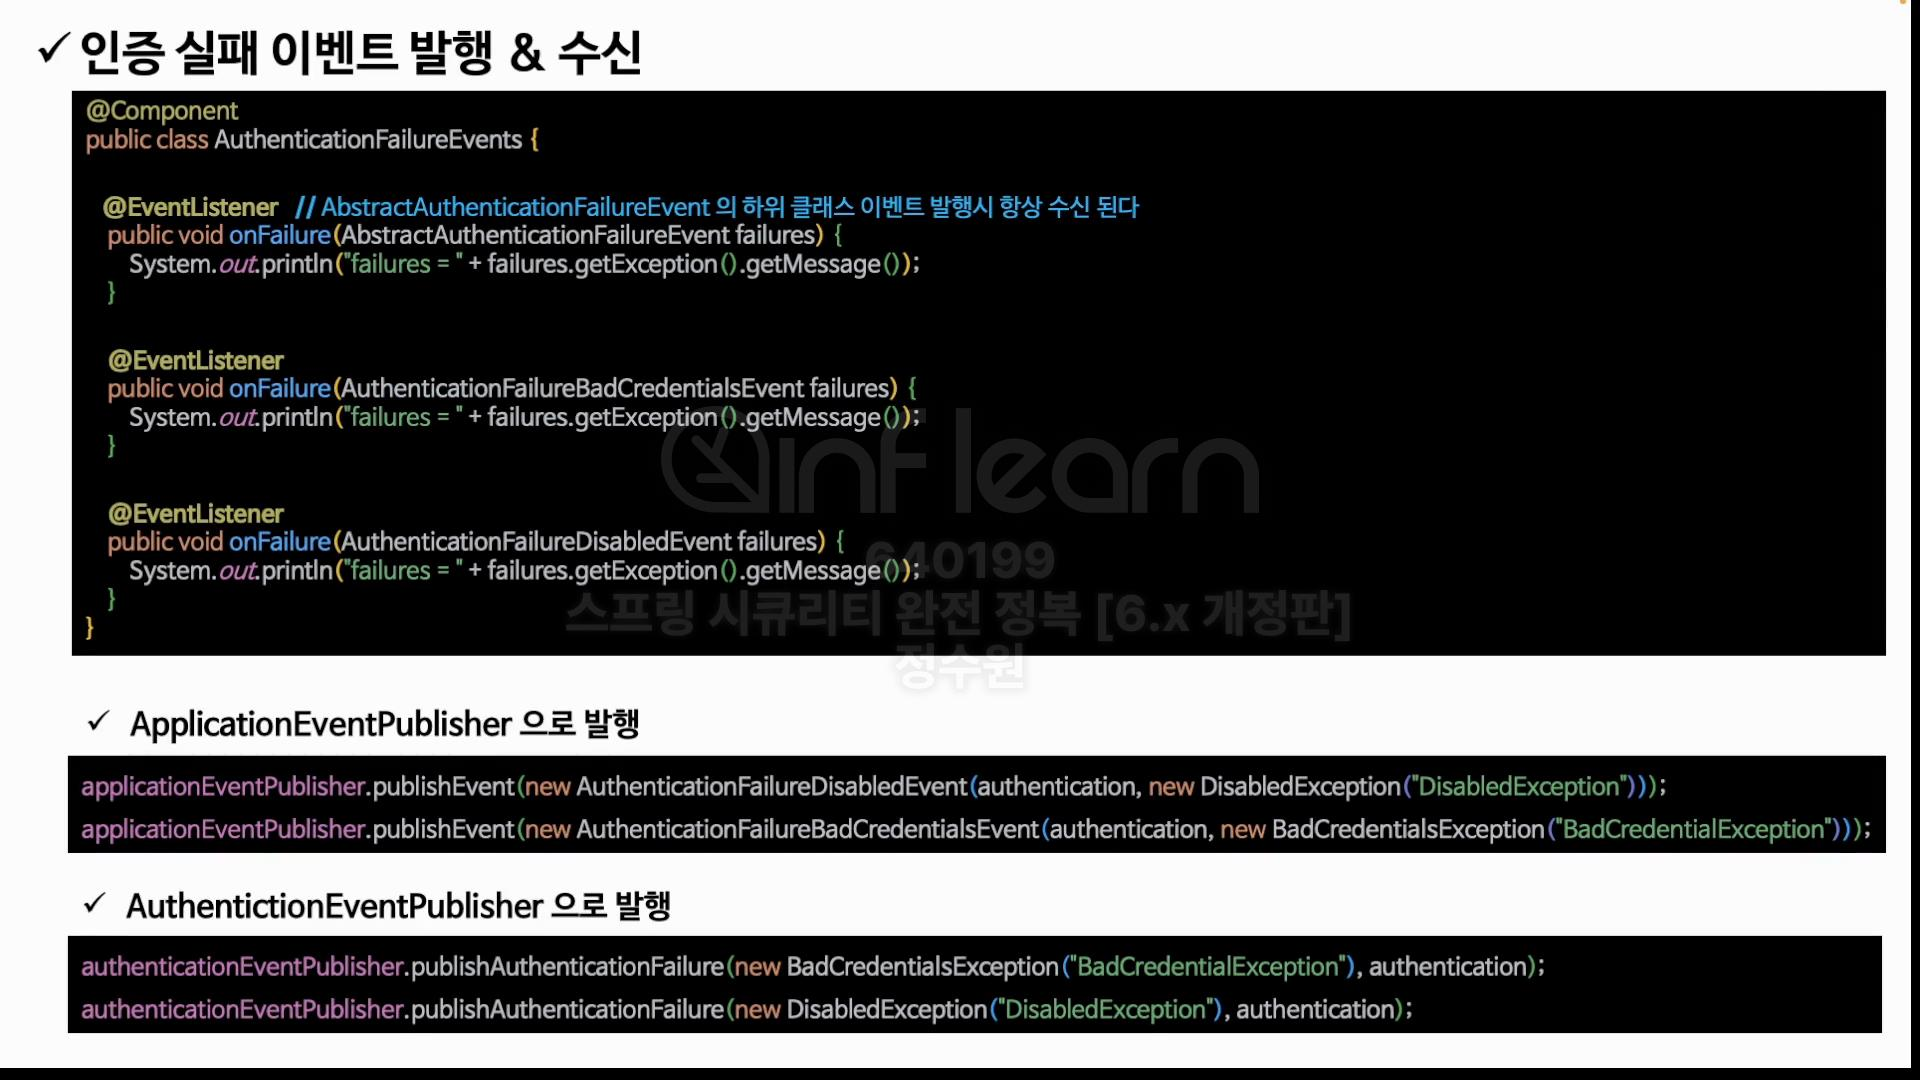 ✓ 인증 실패 이벤트 발행 & 수신
@Component
public class AuthenticationFailureEvents {
@EventListener // AbstractAuthenticationFailureEvent 의 하위 클래스 이벤트 발행시 항상 수신 된다
public void onFailure(AbstractAuthenticationFailureEvent failures) {
System.out.println("failures = " + failures.getException().getMessage());
}
@EventListener
public void onFailure(AuthenticationFailureBadCredentialsEvent failures) {
System.out.println("failures = " + failures.getException().getMessage());
}
@EventListener
public void onFailure(AuthenticationFailureDisabledEvent failures) {
System.out.println("failures = " + failures.getException().getMessage());
}
}
inflearn
640199
스프링 시큐리티 완전 정복 [6.x 개정판]
정수원
✓ ApplicationEventPublisher 으로 발행
applicationEventPublisher.publishEvent(new AuthenticationFailureDisabledEvent(authentication, new DisabledException("DisabledException")));
applicationEventPublisher.publishEvent(new AuthenticationFailureBadCredentialsEvent(authentication, new BadCredentialsException("BadCredentialException")));
✓ AuthentictionEventPublisher 으로 발행
authenticationEventPublisher.publishAuthenticationFailure(new BadCredentialsException("BadCredentialException"), authentication);
authenticationEventPublisher.publishAuthenticationFailure(new DisabledException("DisabledException"), authentication);